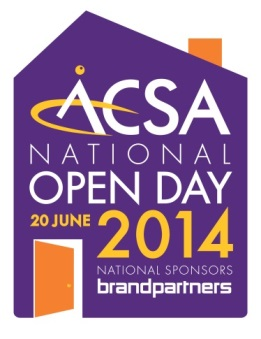 ACSA
NATIONAL
OPEN DAY
20 JUNE 2014
NATIONAL SPONSORS
brandpartners